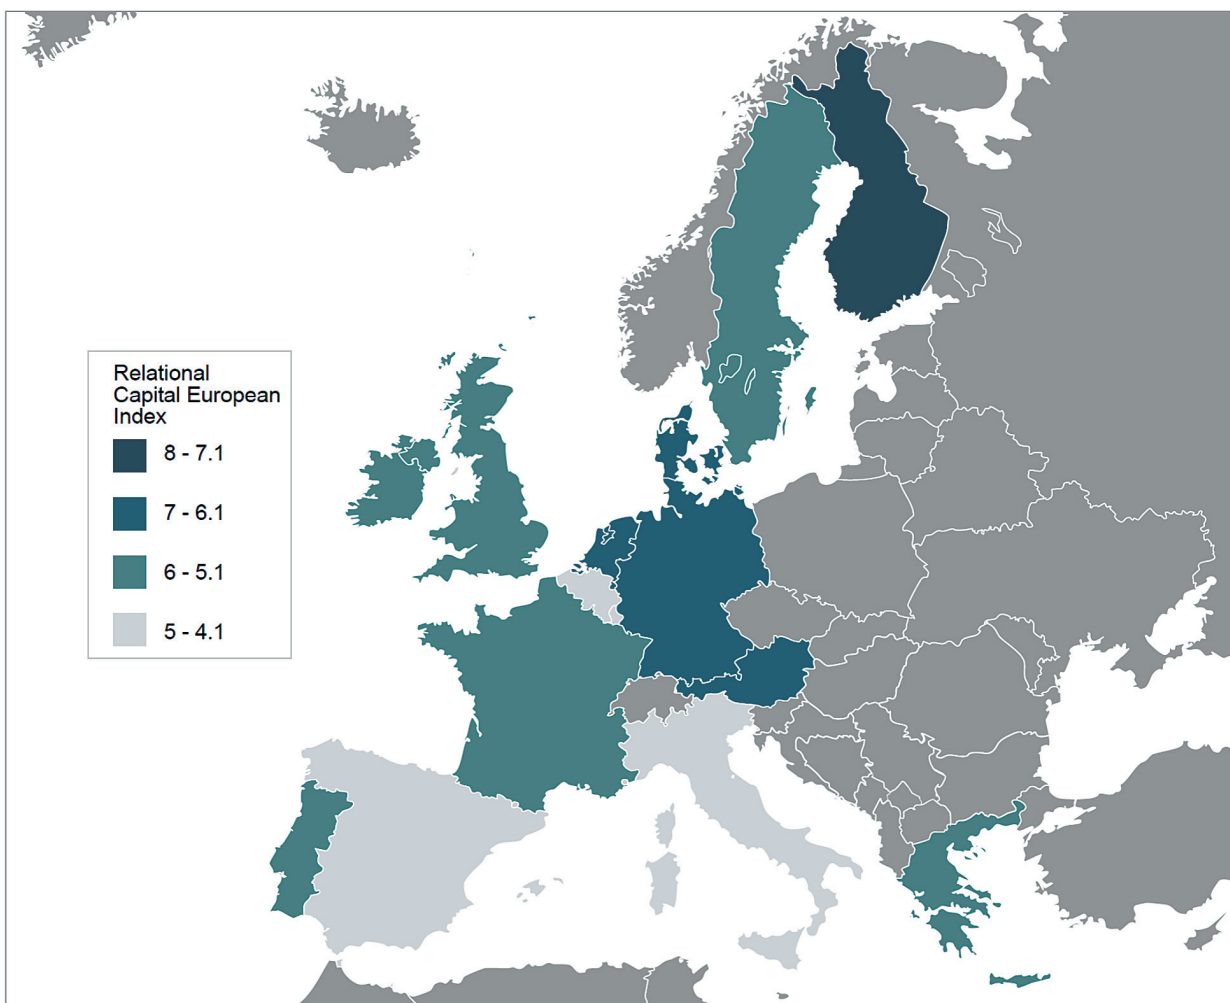 Relational
Capital European
Index
8 - 7.1
7 - 6.1
6 - 5.1
5 - 4.1